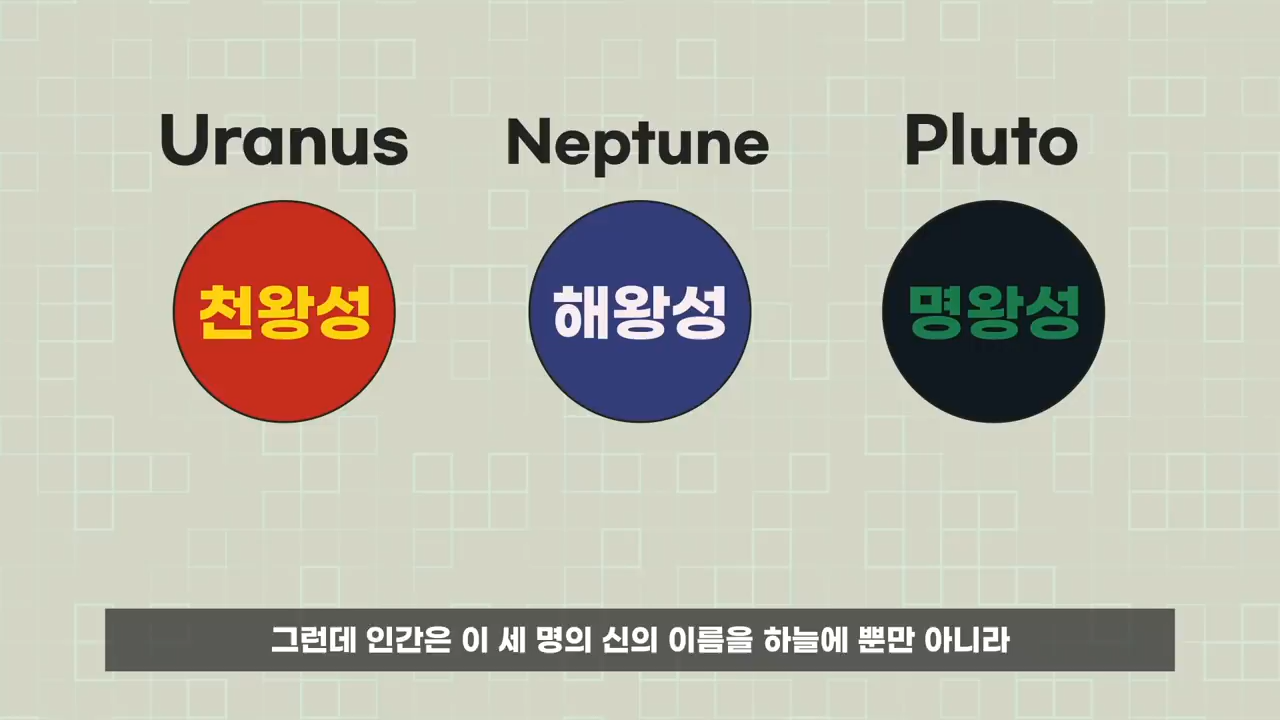 Uranus
Neptune
Pluto
천왕성
해왕성
명왕성
그런데 인간은 이 세 명의 신의 이름을 하늘에 뿐만 아니라